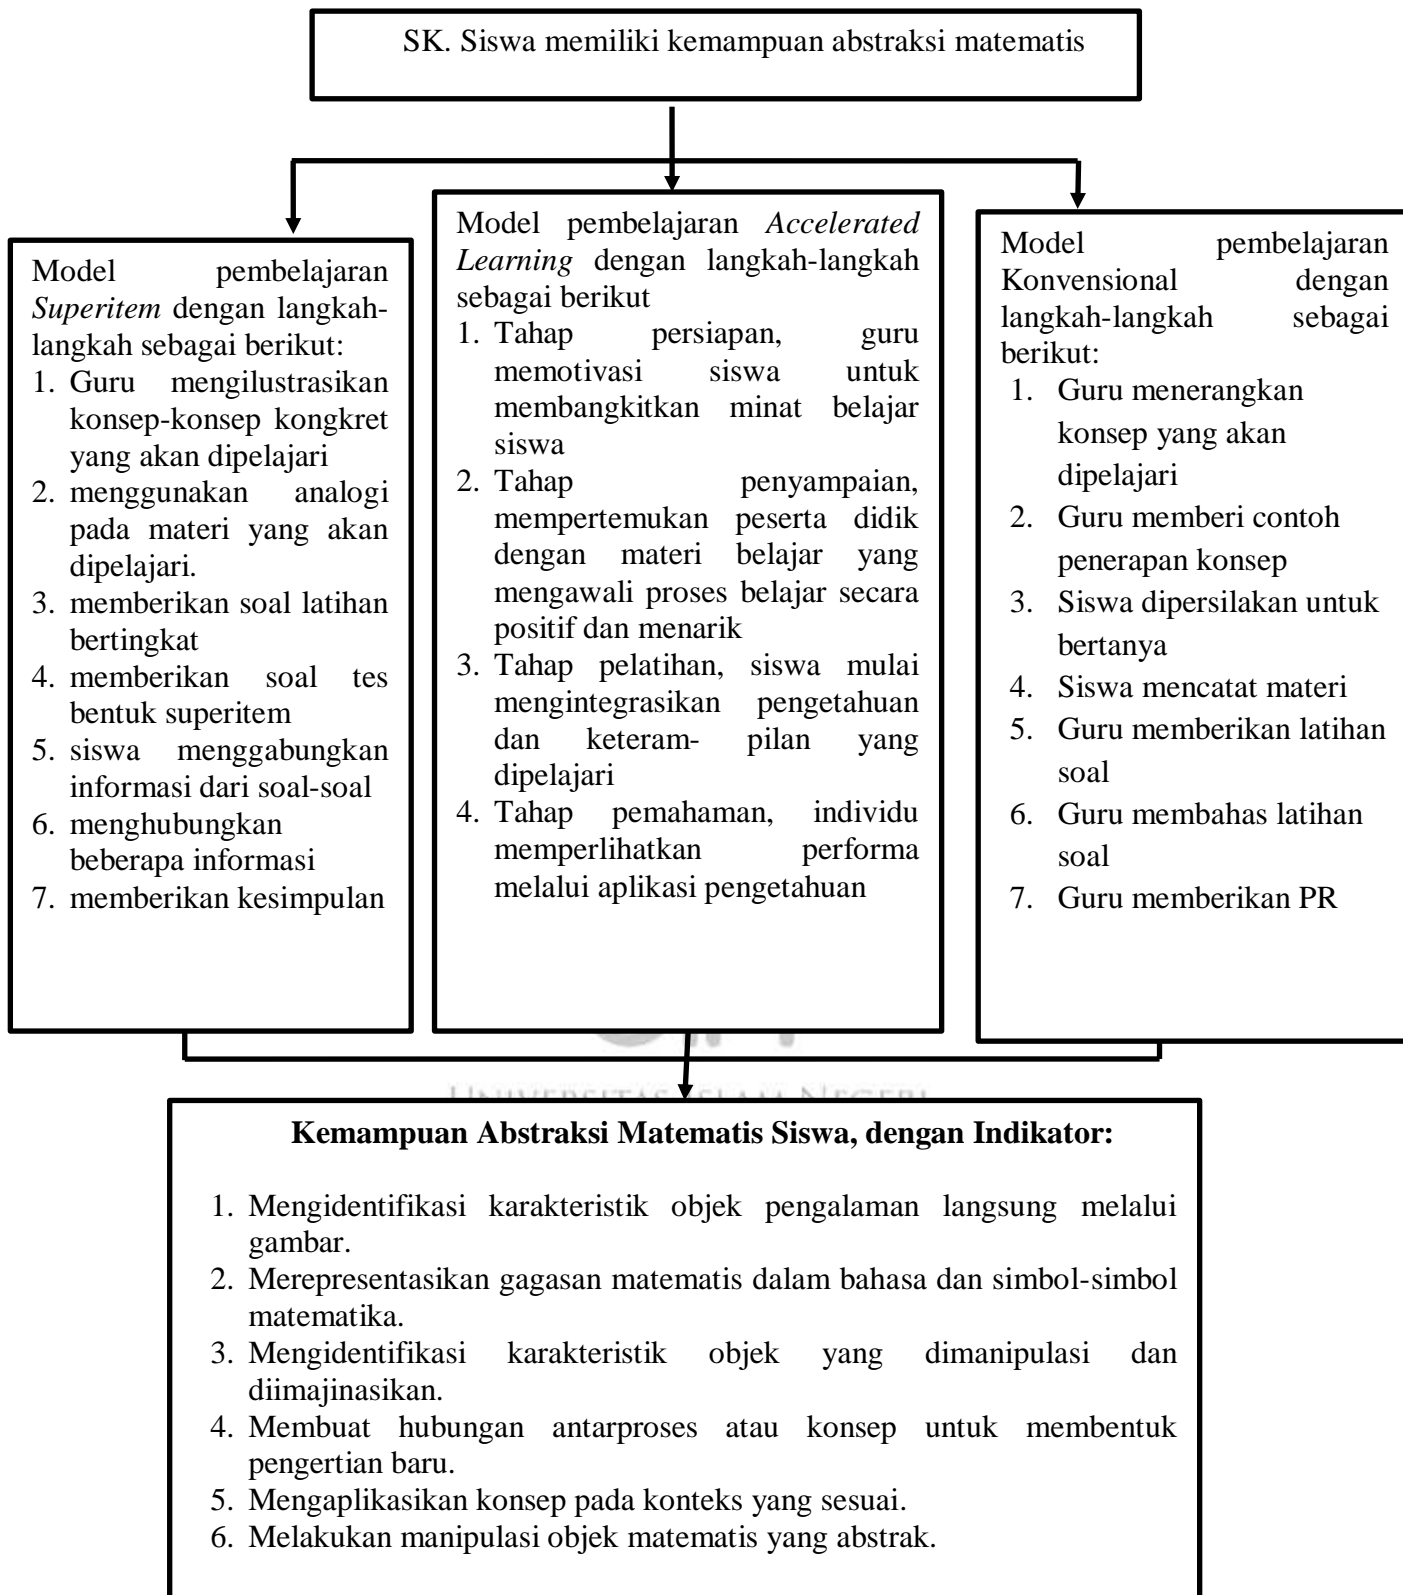 SK. Siswa memiliki kemampuan abstraksi matematis
Model pembelajaran
Superitem dengan langkah-
langkah sebagai berikut:
1. Guru mengilustrasikan
konsep-konsep kongkret
yang akan dipelajari
2. menggunakan analogi
pada materi yang akan
dipelajari.
3. memberikan soal latihan
bertingkat
4. memberikan soal tes
bentuk superitem
5. siswa menggabungkan
informasi dari soal-soal
6. menghubungkan
beberapa informasi
7. memberikan kesimpulan
Model pembelajaran Accelerated
Learning dengan langkah-langkah
sebagai berikut
1. Tahap persiapan, guru
memotivasi siswa untuk
membangkitkan minat belajar
siswa
2. Tahap penyampaian,
mempertemukan peserta didik
dengan materi belajar yang
mengawali proses belajar secara
positif dan menarik
3. Tahap pelatihan, siswa mulai
mengintegrasikan pengetahuan
dan keteram- pilan yang
dipelajari
4. Tahap pemahaman, individu
memperlihatkan performa
melalui aplikasi pengetahuan
Model pembelajaran
Konvensional dengan
langkah-langkah sebagai
berikut:
1. Guru menerangkan
konsep yang akan
dipelajari
2. Guru memberi contoh
penerapan konsep
3. Siswa dipersilakan untuk
bertanya
4. Siswa mencatat materi
5. Guru memberikan latihan
soal
6. Guru membahas latihan
soal
7. Guru memberikan PR
UNIVERSITAS ISLAM NEGERI
Kemampuan Abstraksi Matematis Siswa, dengan Indikator:
1. Mengidentifikasi karakteristik objek pengalaman langsung melalui
gambar.
2. Merepresentasikan gagasan matematis dalam bahasa dan simbol-simbol
matematika.
3. Mengidentifikasi karakteristik objek yang dimanipulasi dan
diimajinasikan.
4. Membuat hubungan antarproses atau konsep untuk membentuk
pengertian baru.
5. Mengaplikasikan konsep pada konteks yang sesuai.
6. Melakukan manipulasi objek matematis yang abstrak.